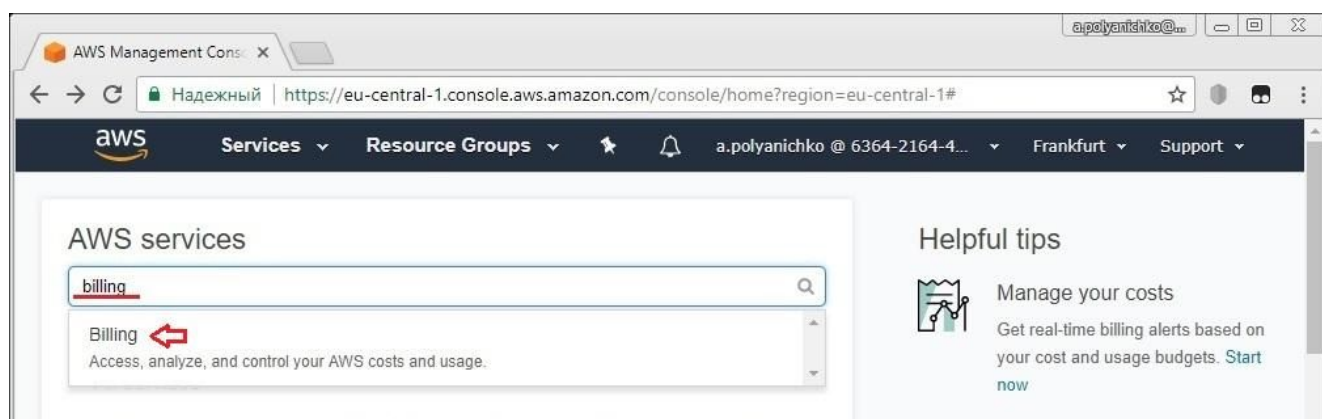 a.polyanichko@...
AWS Management Cons
Надежный https://eu-central-1.console.aws.amazon.com/console/home?region=eu-central-1#
aws Services Resource Groups a.polyanichko @ 6364-2164-4... Frankfurt Support
AWS services
billing
Billing
Access, analyze, and control your AWS costs and usage.
Helpful tips
Manage your costs
Get real-time billing alerts based on
your cost and usage budgets. Start
now